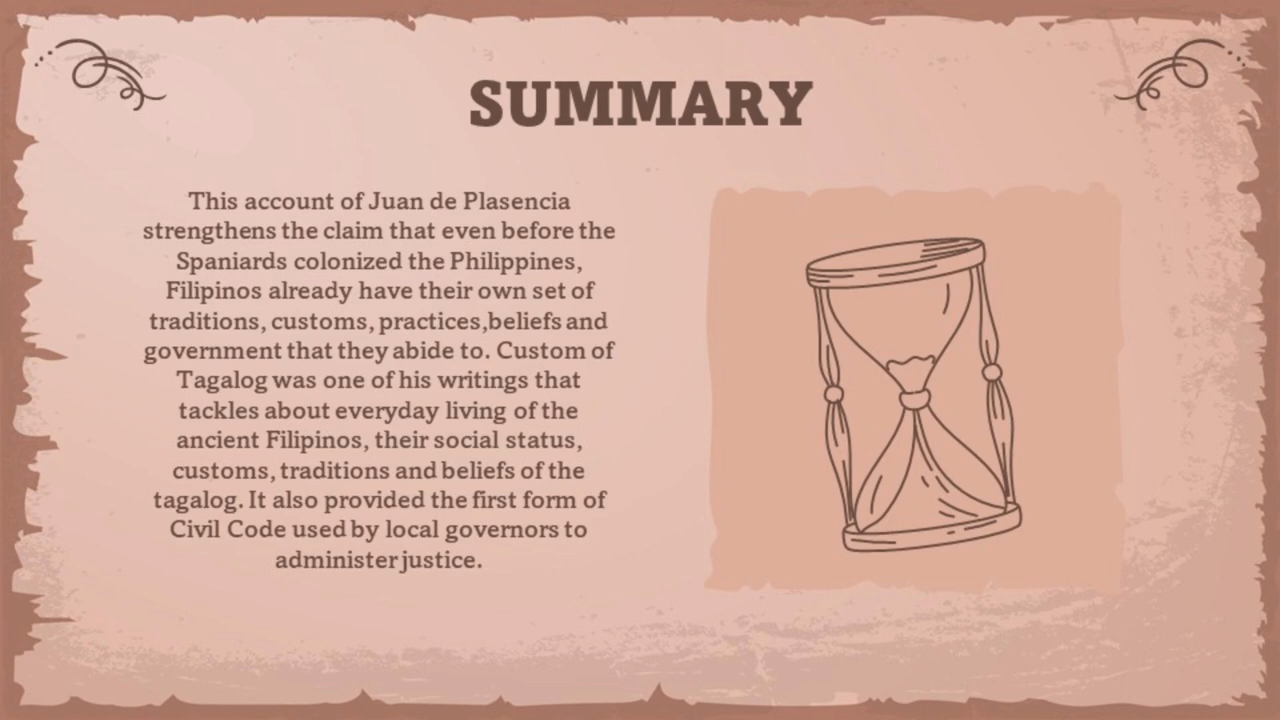 SUMMARY
This account of Juan de Plasencia
strengthens the claim that even before the
Spaniards colonized the Philippines,
Filipinos already have their own set of
traditions, customs, practices,beliefs and
government that they abide to. Custom of
Tagalog was one of his writings that
tackles about everyday living of the
ancient Filipinos, their social status,
customs, traditions and beliefs of the
tagalog. It also provided the first form of
Civil Code used by local governors to
administer justice.